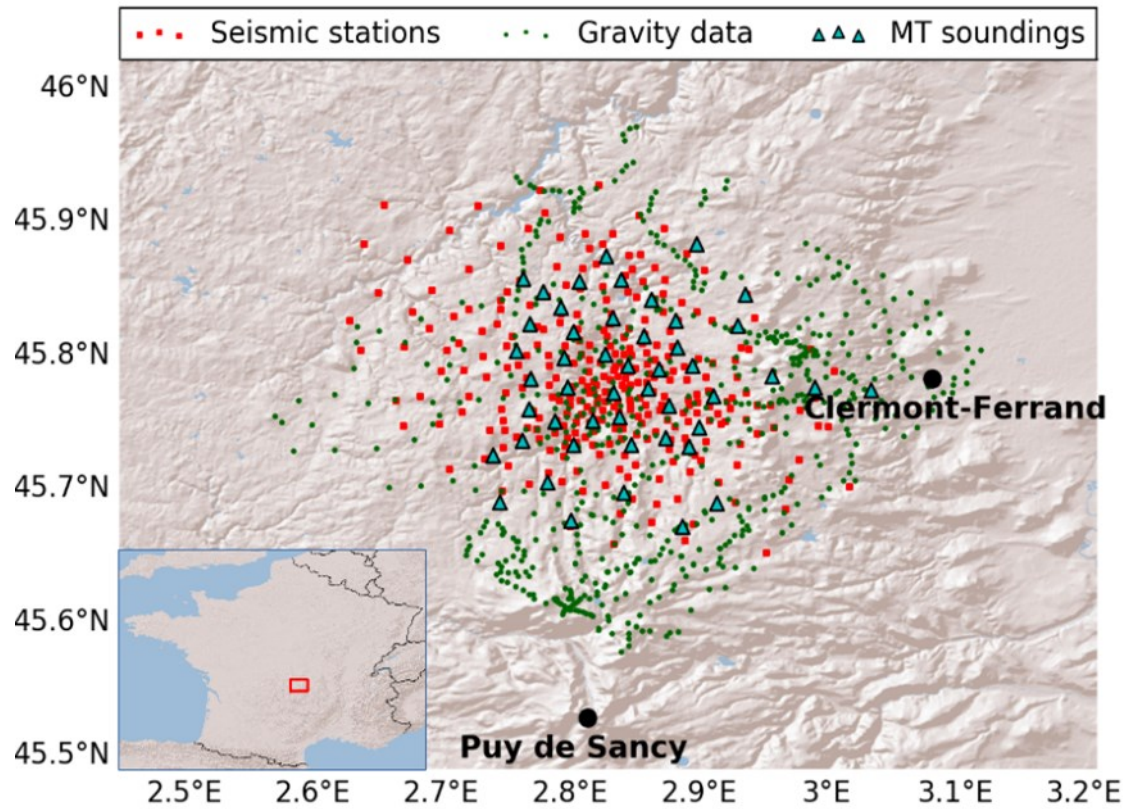 Seismic stations Gravity data MT soundings
46°N
45.9°N
45.8°N
Clermont-Ferrand
45.7°N
45.6°N
Puy de Sancy
45.5°N
2.5°E 2.6°E 2.7°E 2.8°E 2.9°E 3°E 3.1°E 3.2°E